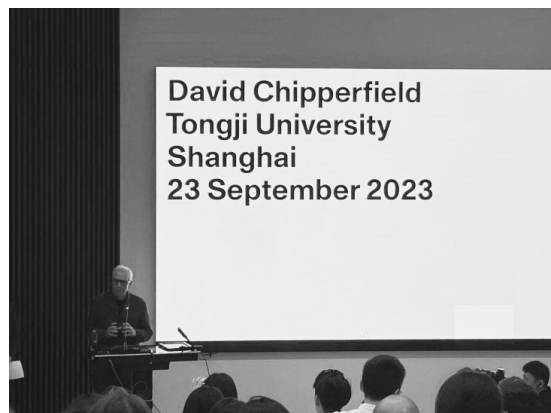 David Chipperfield
Tongji University
Shanghai
23 September 2023